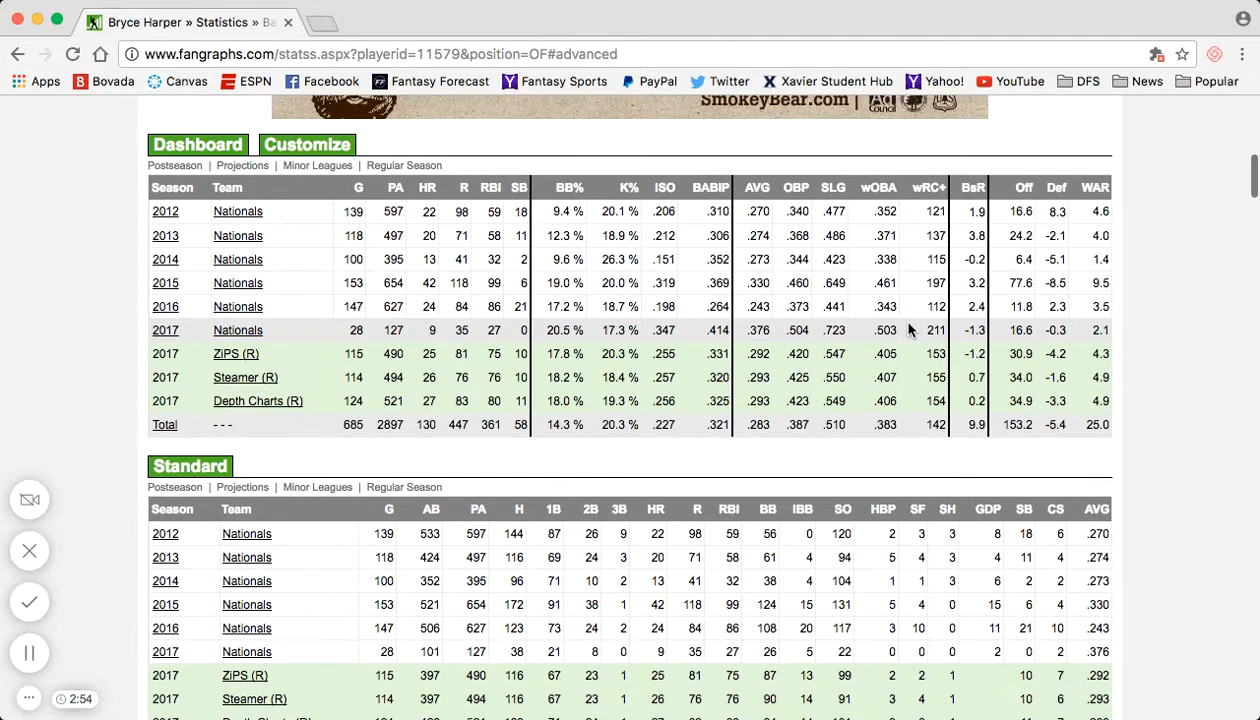 Bryce Harper » Statistics » Ba
www.fangraphs.com/statss.aspx?playerid=11579&position=OF#advanced
Apps Bovada Canvas ESPN Facebook Fantasy Forecast Fantasy Sports PayPal Twitter Xavier Student Hub Yahoo! YouTube DFS News Popular
SmokeyBear.com | Ad Council
Dashboard Customize
Postseason | Projections | Minor Leagues | Regular Season
Season Team G PA HR R RBI SB BB% K% ISO BABIP AVG OBP SLG wOBA wRC+ BsR Off Def WAR
2012 Nationals 139 597 22 98 59 18 9.4 % 20.1 % .206 .310 .270 .340 .477 .352 121 1.9 16.6 8.3 4.6
2013 Nationals 118 497 20 71 58 11 12.3 % 18.9 % .212 .306 .274 .368 .486 .371 137 3.8 24.2 -2.1 4.0
2014 Nationals 100 395 13 41 32 2 9.6 % 26.3 % .151 .352 .273 .344 .423 .338 115 -0.2 6.4 -5.1 1.4
2015 Nationals 153 654 42 118 99 6 19.0 % 20.0 % .319 .369 .330 .460 .649 .461 197 3.2 77.6 -8.5 9.5
2016 Nationals 147 627 24 84 86 21 17.2 % 18.7 % .198 .264 .243 .373 .441 .343 112 2.4 11.8 2.3 3.5
2017 Nationals 28 127 9 35 27 0 20.5 % 17.3 % .347 .414 .376 .504 .723 .503 211 -1.3 16.6 -0.3 2.1
2017 ZiPS (R) 115 490 25 81 75 10 17.8 % 20.3 % .255 .331 .292 .420 .547 .405 153 -1.2 30.9 -4.2 4.3
2017 Steamer (R) 114 494 26 76 76 10 18.2 % 18.4 % .257 .320 .293 .425 .550 .407 155 0.7 34.0 -1.6 4.9
2017 Depth Charts (R) 124 521 27 83 80 11 18.0 % 19.3 % .256 .325 .293 .423 .549 .406 154 0.2 34.9 -3.3 4.9
Total - - - 685 2897 130 447 361 58 14.3 % 20.3 % .227 .321 .283 .387 .510 .383 142 9.9 153.2 -5.4 25.0
Standard
Postseason | Projections | Minor Leagues | Regular Season
Season Team G AB PA H 1B 2B 3B HR R RBI BB IBB SO HBP SF SH GDP SB CS AVG
2012 Nationals 139 533 597 144 87 26 9 22 98 59 56 0 120 2 3 3 8 18 6 .270
2013 Nationals 118 424 497 116 69 24 3 20 71 58 61 4 94 5 4 3 4 11 4 .274
2014 Nationals 100 352 395 96 71 10 2 13 41 32 38 4 104 1 1 3 6 2 2 .273
2015 Nationals 153 521 654 172 91 38 1 42 118 99 124 15 131 5 4 0 15 6 4 .330
2016 Nationals 147 506 627 123 73 24 2 24 84 86 108 20 117 3 10 0 11 21 10 .243
2017 Nationals 28 101 127 38 21 8 0 9 35 27 26 5 22 0 0 0 2 0 2 .376
2017 ZiPS (R) 115 397 490 116 67 23 1 25 81 75 87 13 99 2 2 1 10 7 .292
2017 Steamer (R) 114 397 494 116 67 23 1 26 76 76 90 14 91 3 4 1 10 6 .293
2:54